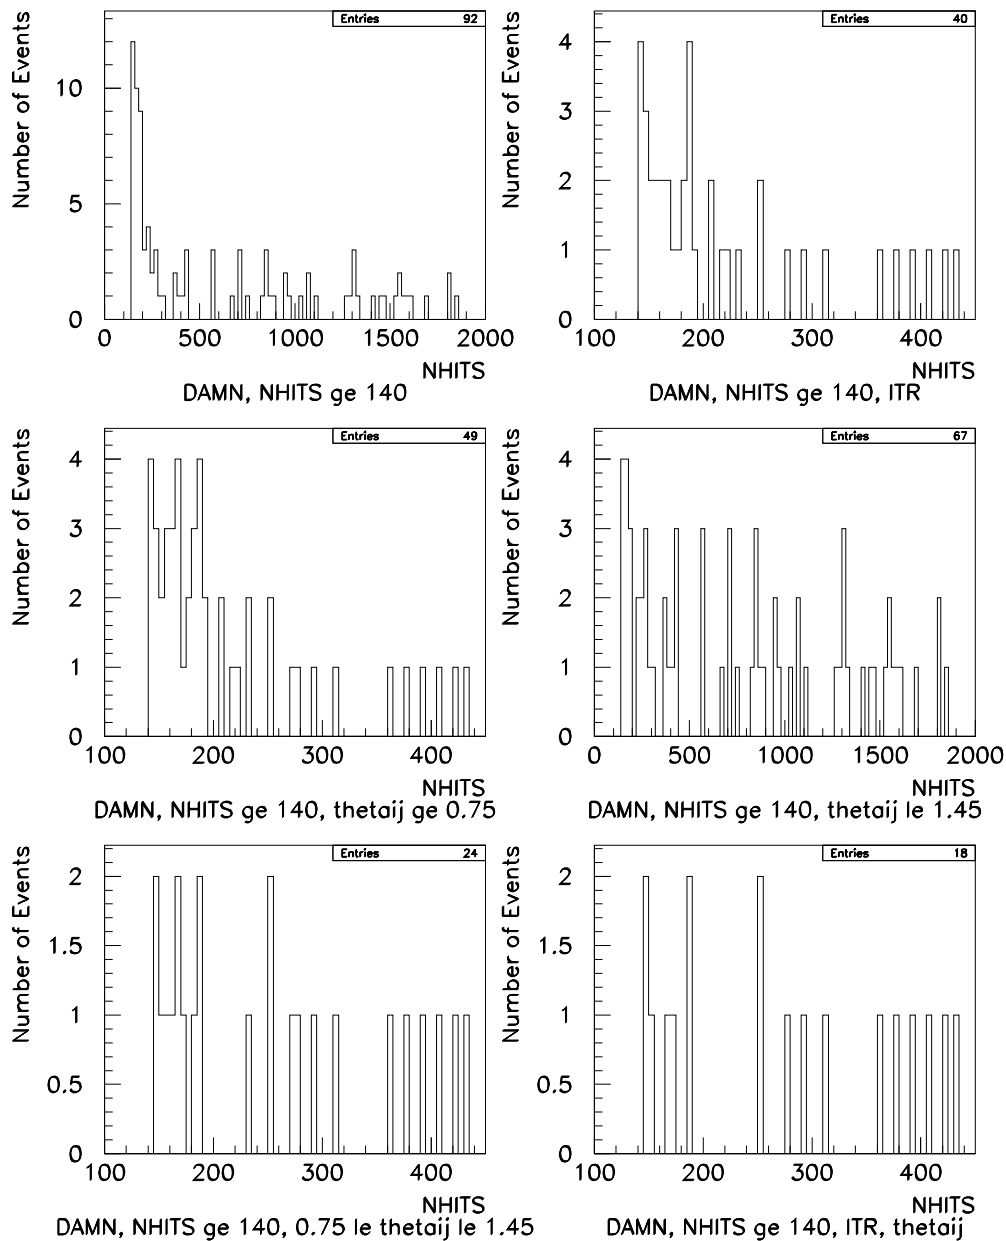 Entries 92
Number of Events
10
5
0
0 500 1000 1500 2000
NHITS
DAMN, NHITS ge 140
Entries 40
Number of Events
4
3
2
1
0
100 200 300 400
NHITS
DAMN, NHITS ge 140, ITR
Entries 49
Number of Events
4
3
2
1
0
100 200 300 400
NHITS
DAMN, NHITS ge 140, thetaij ge 0.75
Entries 67
Number of Events
4
3
2
1
0
0 500 1000 1500 2000
NHITS
DAMN, NHITS ge 140, thetaij le 1.45
Entries 24
Number of Events
2
1.5
1
0.5
0
100 200 300 400
NHITS
DAMN, NHITS ge 140, 0.75 le thetaij le 1.45
Entries 18
Number of Events
2
1.5
1
0.5
0
100 200 300 400
NHITS
DAMN, NHITS ge 140, ITR, thetaij